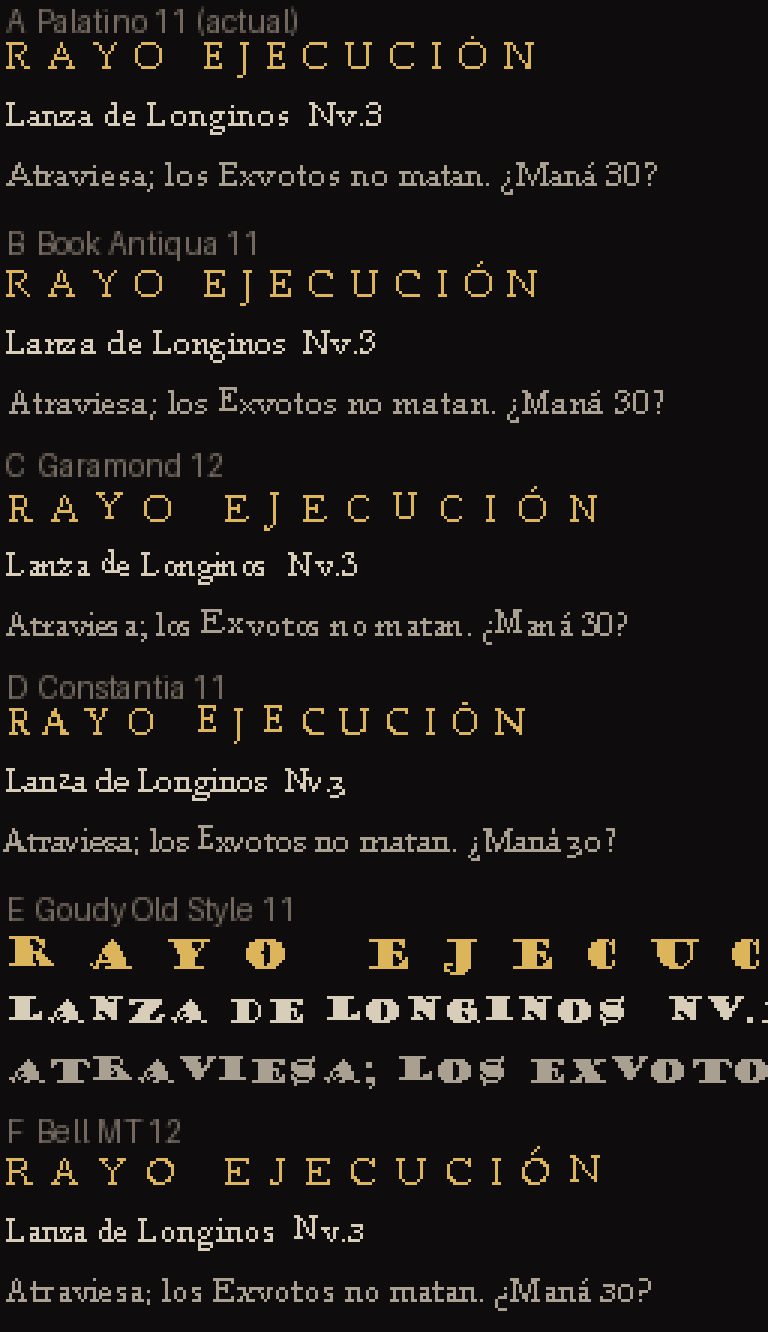 A Palatino 11 (actual)
RAYO EJECUCIÓN
Lanza de Longinos Nv.3
Atraviesa; los Exvotos no matan. ¿Maná 30?
B Book Antiqua 11
RAYO EJECUCIÓN
Lanza de Longinos Nv.3
Atraviesa; los Exvotos no matan. ¿Maná 30?
C Garamond 12
RAYO EJECUCIÓN
Lanza de Longinos Nv.3
Atraviesa; los Exvotos no matan. ¿Maná 30?
D Constantia 11
RAYO EJECUCIÓN
Lanza de Longinos Nv.3
Atraviesa; los Exvotos no matan. ¿Maná 30?
E Goudy Old Style 11
RAYO EJECUC
LANZA DE LONGINOS NV.
ATRAVIESA; LOS EXVOTO
F Bell MT 12
RAYO EJECUCIÓN
Lanza de Longinos Nv.3
Atraviesa; los Exvotos no matan. ¿Maná 30?